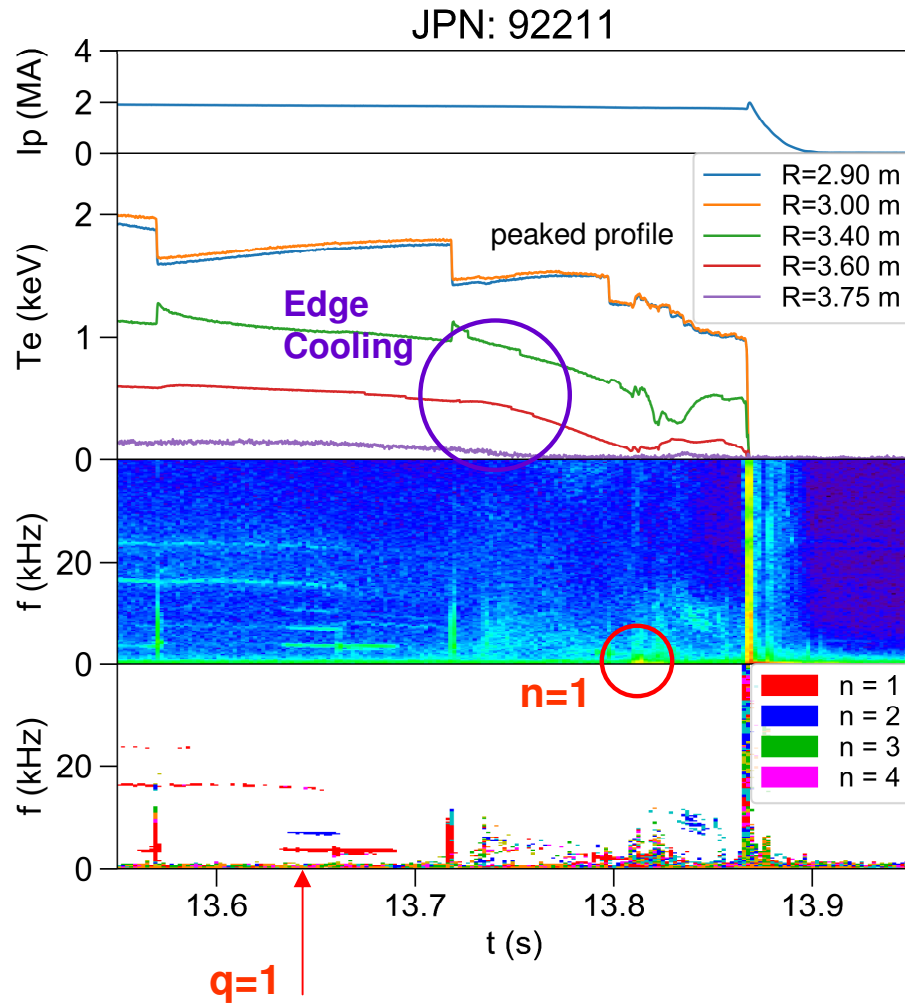 JPN: 92211
4
2
0
Ip (MA)
R=2.90 m
R=3.00 m
R=3.40 m
R=3.60 m
R=3.75 m
peaked profile
Edge
Cooling
2
1
0
Te (keV)
20
0
f (kHz)
n=1
n = 1
n = 2
n = 3
n = 4
20
0
f (kHz)
13.6
13.7
13.8
13.9
t (s)
q=1